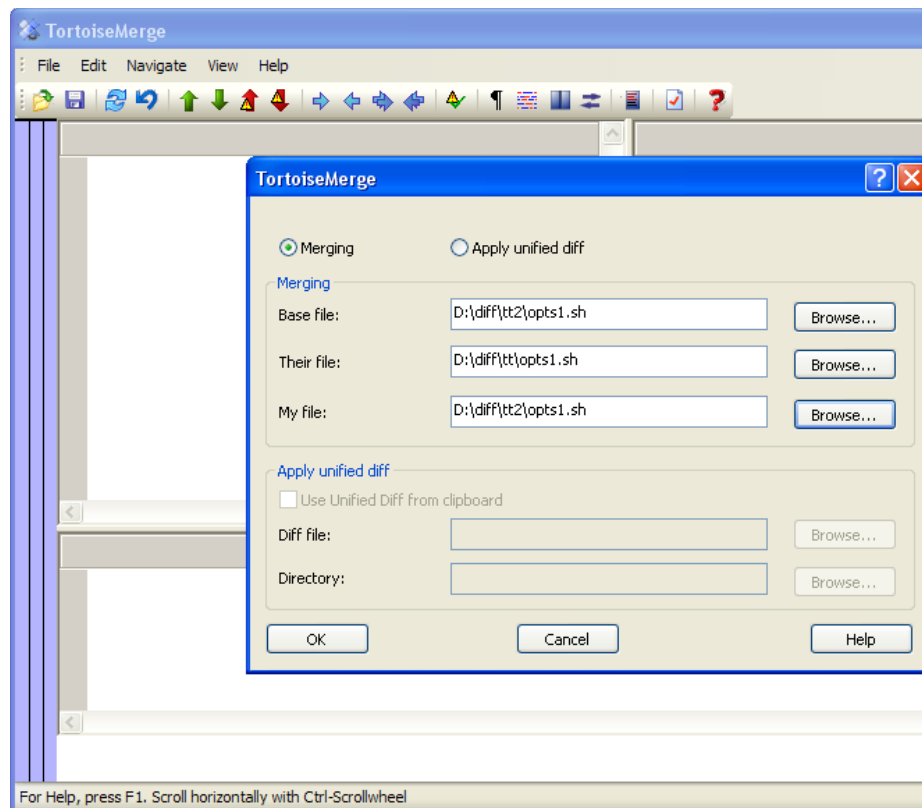 TortoiseMerge
File Edit Navigate View Help
TortoiseMerge
Merging Apply unified diff
Merging
Base file: D:\diff\tt2\opts1.sh Browse...
Their file: D:\diff\tt\opts1.sh Browse...
My file: D:\diff\tt2\opts1.sh Browse...
Apply unified diff
Use Unified Diff from clipboard
Diff file: Browse...
Directory: Browse...
OK Cancel Help
For Help, press F1. Scroll horizontally with Ctrl-Scrollwheel